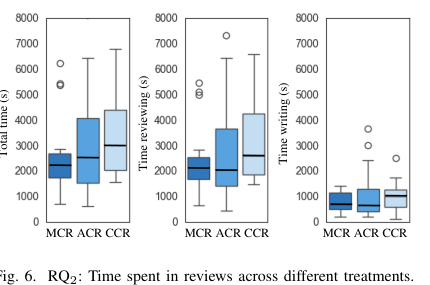 8000 8000 8000
7000 7000 7000
6000 6000 6000
5000 5000 5000
4000 4000 4000
3000 3000 3000
2000 2000 2000
1000 1000 1000
0 0 0
Total time (s)
Time reviewing (s)
Time writing (s)
MCR ACR CCR MCR ACR CCR MCR ACR CCR
Fig. 6. RQ2: Time spent in reviews across different treatments.